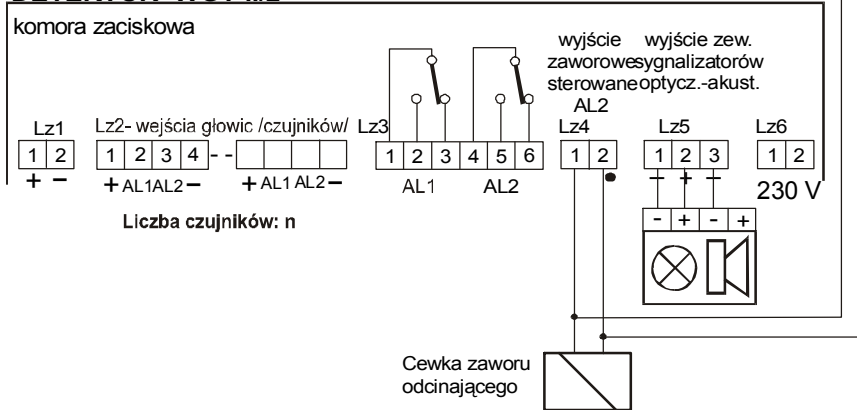 komora zaciskowa
wyjście wyjście zew.
zaworowe sygnalizatorów
sterowane optycz.-akust.
AL2
Lz1 Lz2- wejścia głowic /czujników/ Lz3 Lz4 Lz5 Lz6
1 2 1 2 3 4 - - 1 2 3 4 5 6 1 2 1 2 3 1 2
+ − + AL1 AL2 − + AL1 AL2 − AL1 AL2 − + − 230 V
Liczba czujników: n
- + - +
Cewka zaworu
odcinającego